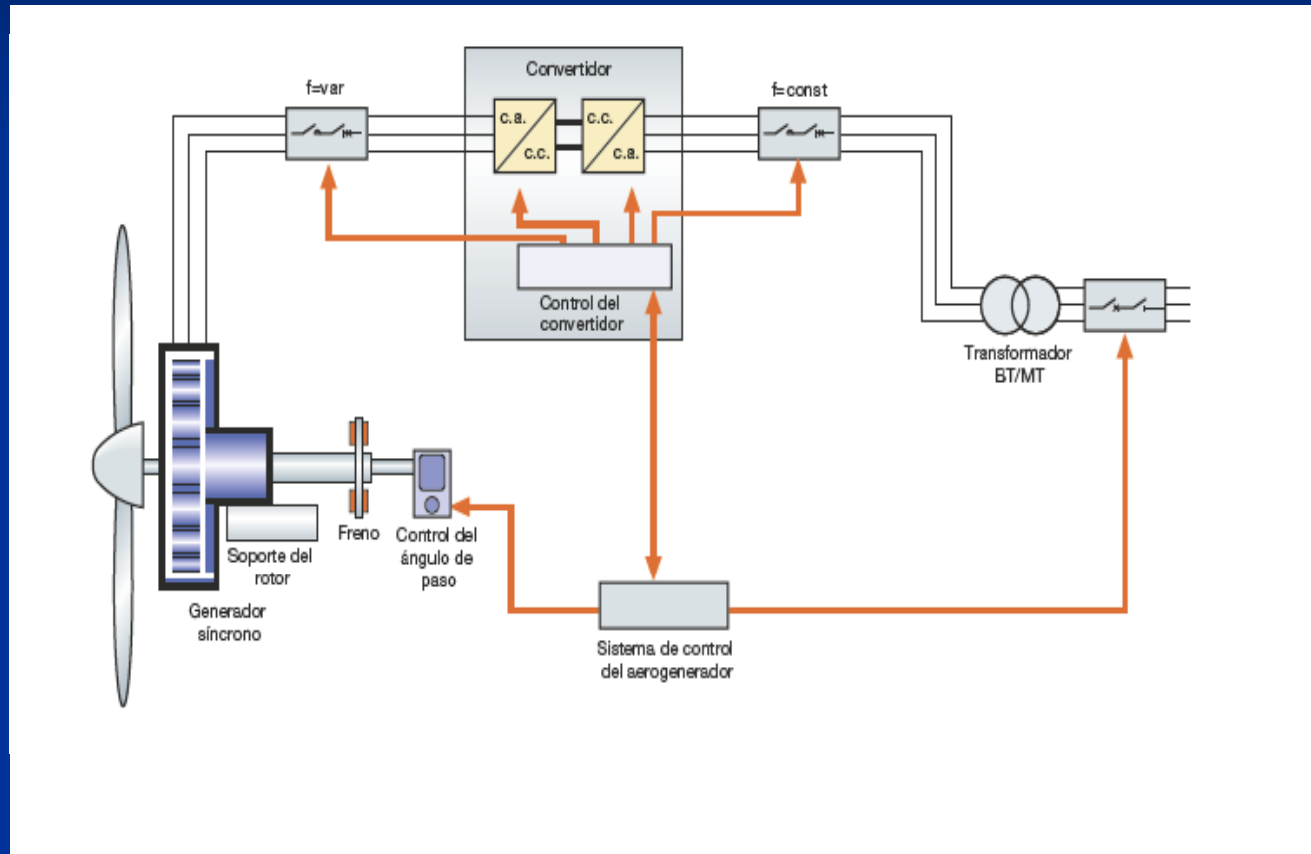 Convertidor
f=var
f=const
c.a.
c.c.
c.c.
c.a.
Control del
convertidor
Transformador
BT/MT
Freno
Control del
ángulo de
paso
Soporte del
rotor
Generador
síncrono
Sistema de control
del aerogenerador